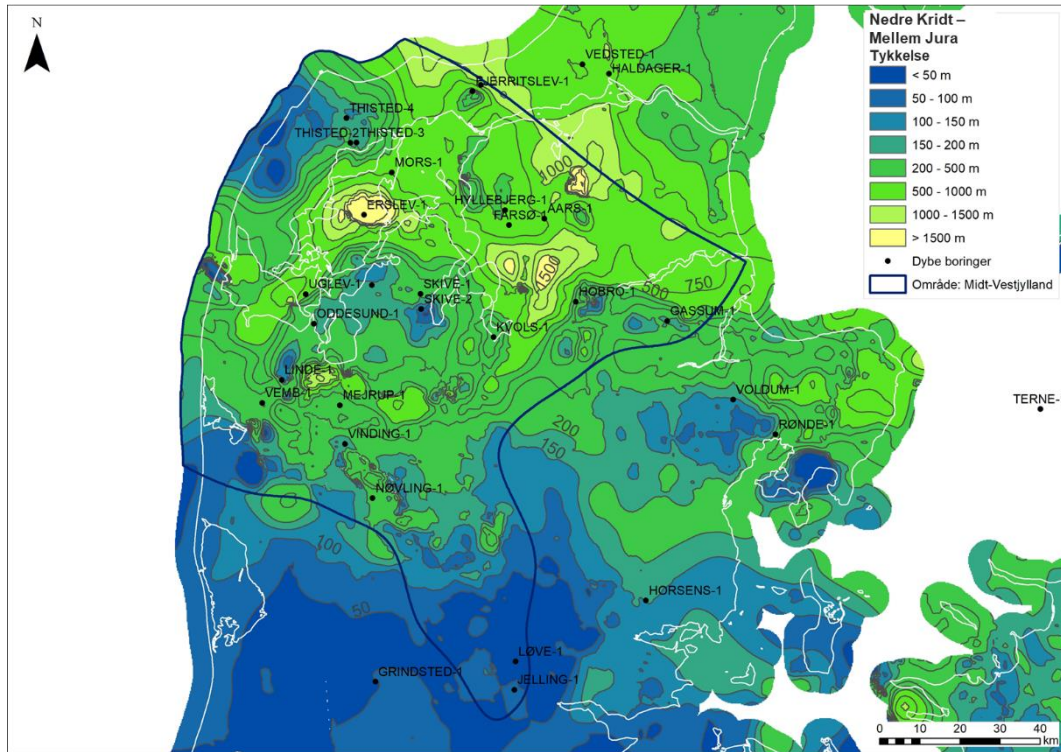 N
Nedre Kridt –
Mellem Jura
Tykkelse
< 50 m
50 - 100 m
100 - 150 m
150 - 200 m
200 - 500 m
500 - 1000 m
1000 - 1500 m
> 1500 m
Dybe boringer
Område: Midt-Vestjylland
VEDSTED-1
HALDAGER-1
FJERRITSLEV-1
THISTED-4
THISTED-2 THISTED-3
MORS-1
1000
HYLLEBJERG-1
ERSLEV-1
AARS-1
FARSØ-1
1500
UGLEV-1
SKIVE-1
SKIVE-2
HOBRO-1
500
750
ODDESUND-1
GASSUM-1
KVOLS-1
LINDE-1
VEMB-1
MEJRUP-1
VOLDUM-1
TERNE-
200
RØNDE-1
VINDING-1
150
NØVLING-1
100
HORSENS-1
50
LØVE-1
GRINDSTED-1
JELLING-1
0 10 20 30 40
km